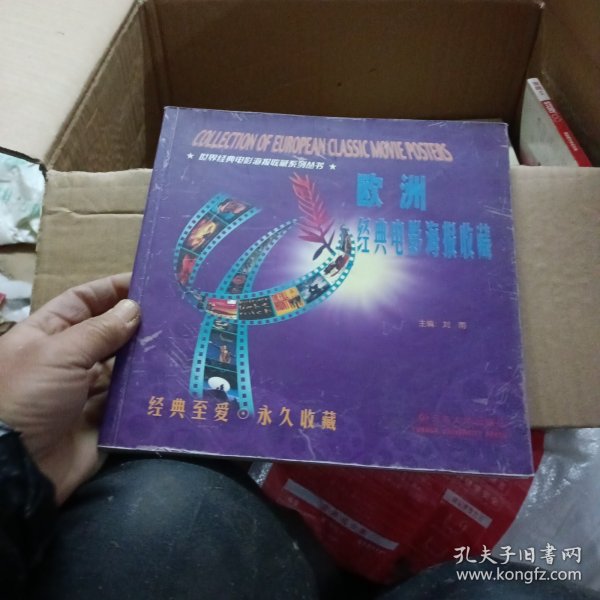 COLLECTION OF EUROPEAN CLASSIC MOVIE POSTERS
★ 世界经典电影海报收藏系列丛书 ★
欧洲
经典电影海报收藏
主编 刘雨
经典至爱 永久收藏
孔夫子旧书网
www.kongfz.com